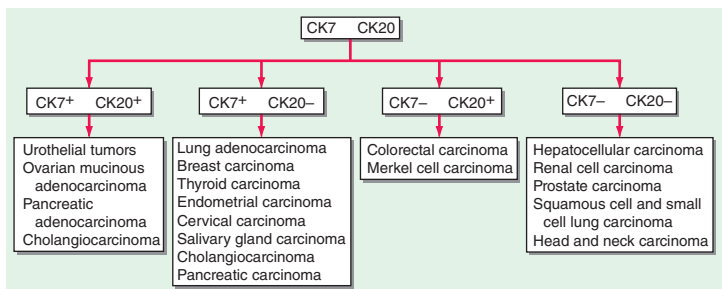 CK7 CK20
CK7+ CK20+
CK7+ CK20–
CK7– CK20+
CK7– CK20–
Urothelial tumors
Ovarian mucinous
adenocarcinoma
Pancreatic
adenocarcinoma
Cholangiocarcinoma
Lung adenocarcinoma
Breast carcinoma
Thyroid carcinoma
Endometrial carcinoma
Cervical carcinoma
Salivary gland carcinoma
Cholangiocarcinoma
Pancreatic carcinoma
Colorectal carcinoma
Merkel cell carcinoma
Hepatocellular carcinoma
Renal cell carcinoma
Prostate carcinoma
Squamous cell and small
cell lung carcinoma
Head and neck carcinoma